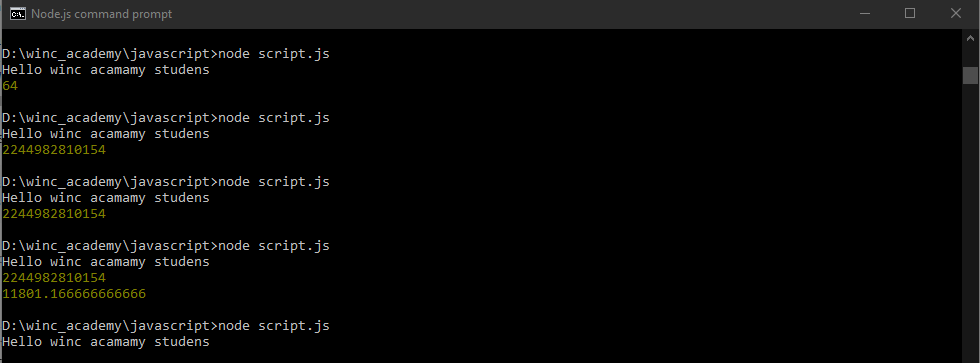 Node.js command prompt
D:\winc_academy\javascript>node script.js
Hello winc acamamy studens
64
D:\winc_academy\javascript>node script.js
Hello winc acamamy studens
2244982810154
D:\winc_academy\javascript>node script.js
Hello winc acamamy studens
2244982810154
D:\winc_academy\javascript>node script.js
Hello winc acamamy studens
2244982810154
11801.166666666666
D:\winc_academy\javascript>node script.js
Hello winc acamamy studens